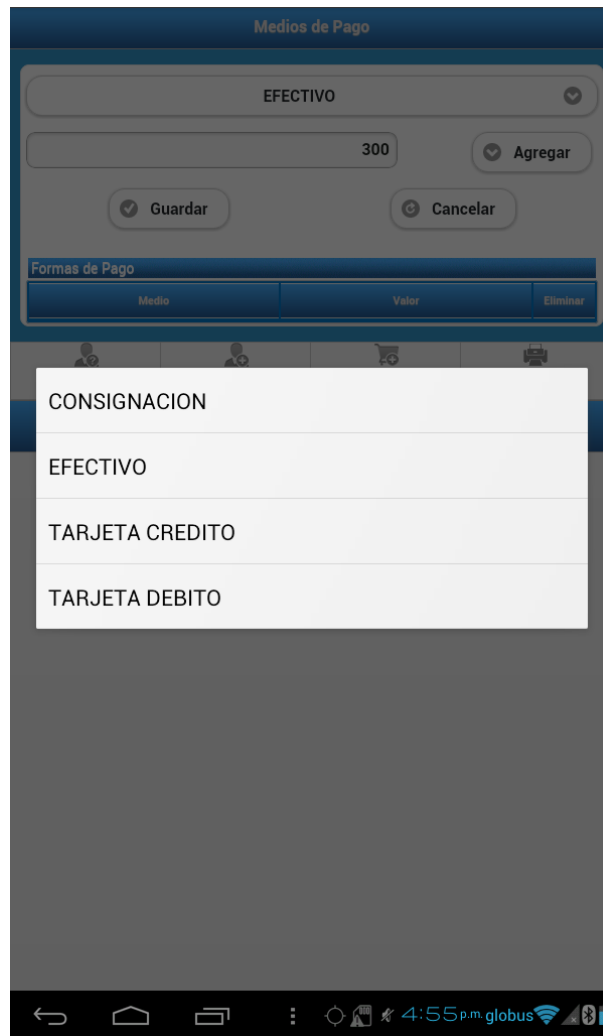 Medios de Pago
EFECTIVO
300
Agregar
Guardar
Cancelar
Formas de Pago
Medio Valor Eliminar
CONSIGNACION
EFECTIVO
TARJETA CREDITO
TARJETA DEBITO
4:55 p.m. globus